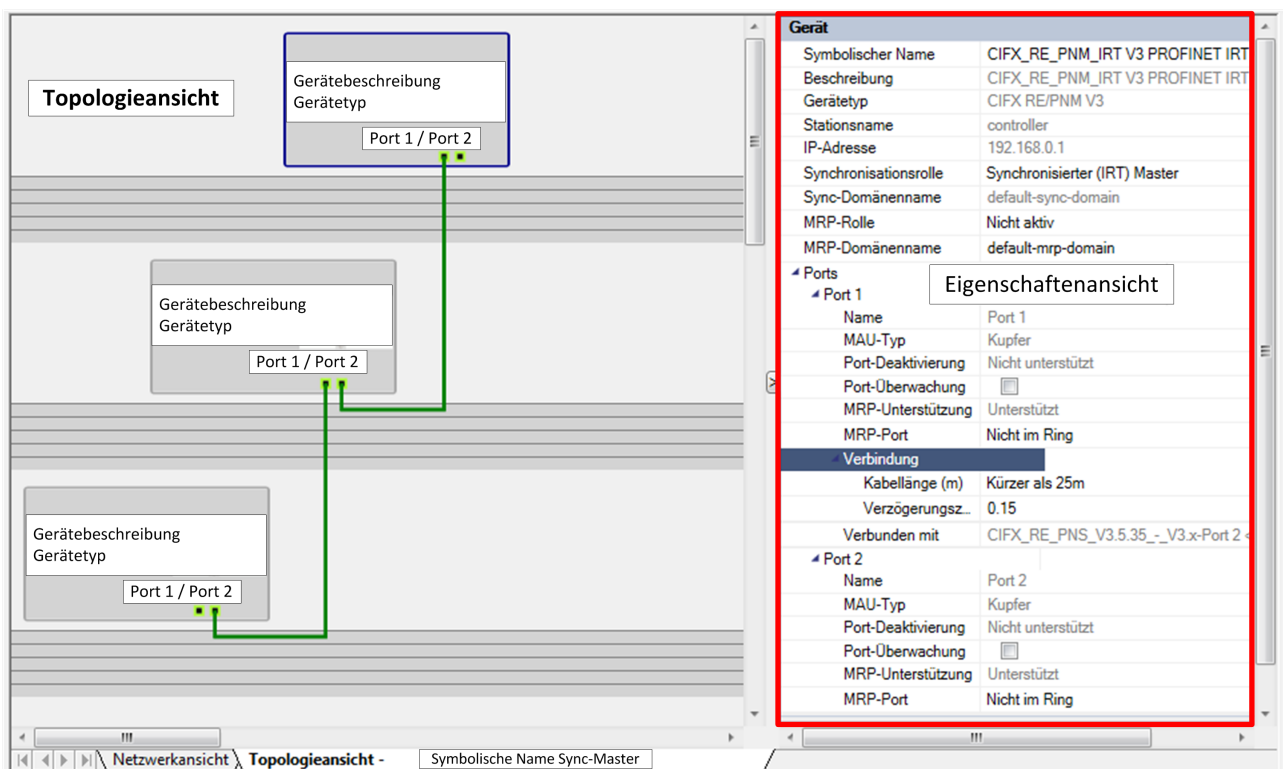 Topologieansicht
Gerätebeschreibung
Gerätetyp
Port 1 / Port 2
Gerätebeschreibung
Gerätetyp
Port 1 / Port 2
Gerätebeschreibung
Gerätetyp
Port 1 / Port 2
Netzwerkansicht Topologieansicht - Symbolische Name Sync-Master
Gerät
Symbolischer Name CIFX_RE_PNM_IRT V3 PROFINET IRT
Beschreibung CIFX_RE_PNM_IRT V3 PROFINET IRT
Gerätetyp CIFX RE/PNM V3
Stationsname controller
IP-Adresse 192.168.0.1
Synchronisationsrolle Synchronisierter (IRT) Master
Sync-Domänenname default-sync-domain
MRP-Rolle Nicht aktiv
MRP-Domänenname default-mrp-domain
Ports
Eigenschaftenansicht
Port 1
Name Port 1
MAU-Typ Kupfer
Port-Deaktivierung Nicht unterstützt
Port-Überwachung
MRP-Unterstützung Unterstützt
MRP-Port Nicht im Ring
Verbindung
Kabellänge (m) Kürzer als 25m
Verzögerungsz... 0.15
Verbunden mit CIFX_RE_PNS_V3.5.35_-_V3.x-Port 2 <
Port 2
Name Port 2
MAU-Typ Kupfer
Port-Deaktivierung Nicht unterstützt
Port-Überwachung
MRP-Unterstützung Unterstützt
MRP-Port Nicht im Ring